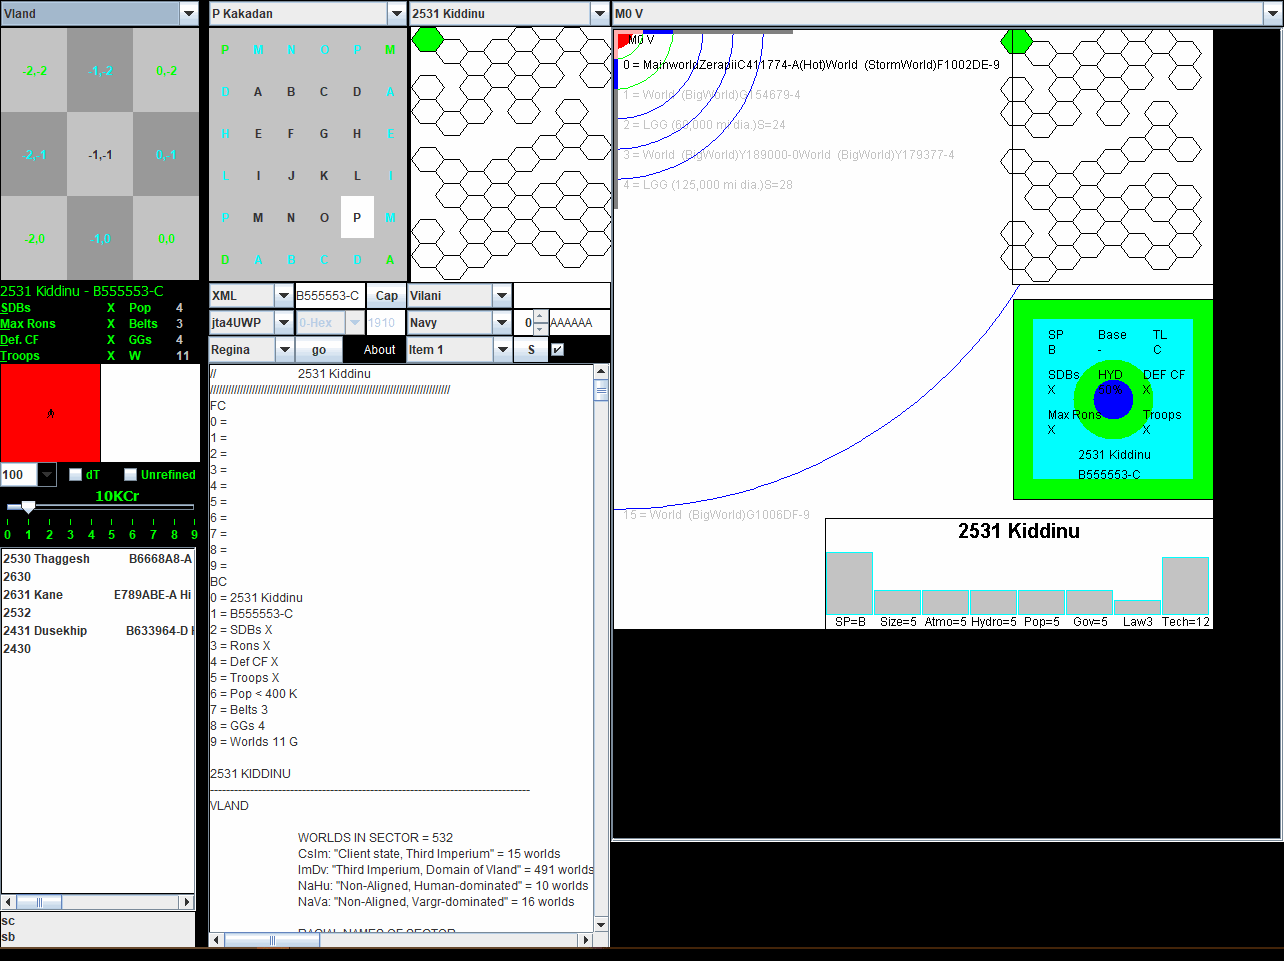 Vland
P Kakadan
2531 Kiddinu
M0 V
-2,-2 -1,-2 0,-2
-2,-1 -1,-1 0,-1
-2,0 -1,0 0,0
P M N O P M
D A B C D A
H E F G H E
L I J K L I
P M N O P M
D A B C D A
2531 Kiddinu - B555553-C
SDBs X Pop 4
Max Rons X Belts 3
Def. CF X GGs 4
Troops X W 11
100 dT Unrefined
10KCr
0 1 2 3 4 5 6 7 8 9
2530 Thaggesh B6668A8-A
2630
2631 Kane E789ABE-A Hi
2532
2431 Dusekhip B633964-D
2430
sc
sb
XML B555553-C Cap Vilani
jta4UWP 0-Hex 1910 Navy 0 AAAAAA
Regina go About Item 1 S
// 2531 Kiddinu
////////////////////////////////////////////////////////////////////////////////
FC
0 =
1 =
2 =
3 =
4 =
5 =
6 =
7 =
8 =
9 =
BC
0 = 2531 Kiddinu
1 = B555553-C
2 = SDBs X
3 = Rons X
4 = Def CF X
5 = Troops X
6 = Pop < 400 K
7 = Belts 3
8 = GGs 4
9 = Worlds 11 G
2531 KIDDINU
--------------------------------------------------------------------------------
VLAND
WORLDS IN SECTOR = 532
CsIm: "Client state, Third Imperium" = 15 worlds
ImDv: "Third Imperium, Domain of Vland" = 491 worlds
NaHu: "Non-Aligned, Human-dominated" = 10 worlds
NaVa: "Non-Aligned, Vargr-dominated" = 16 worlds
RACIAL NAMES OF SECTOR
M0 V
0 = MainworldZerapiiC411774-A(Hot)World (StormWorld)F1002DE-9
1 = World (BigWorld)G154679-4
2 = LGG (60,000 mi dia.)S=24
3 = World (BigWorld)Y189000-0World (BigWorld)Y179377-4
4 = LGG (125,000 mi dia.)S=28
15 = World (BigWorld)G1006DF-9
SP Base TL
B - C
SDBs HYD DEF CF
X X
Max Rons Troops
X X
2531 Kiddinu
B555553-C
2531 Kiddinu
SP=B Size=5 Atmo=5 Hydro=5 Pop=5 Gov=5 Law3 Tech=12